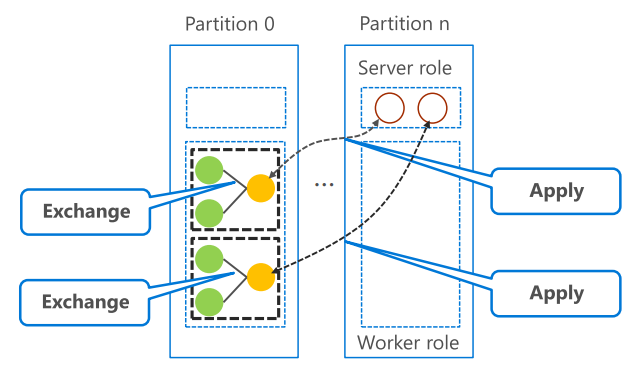 Partition 0
Partition n
Server role
Exchange
...
Apply
Exchange
Apply
Worker role